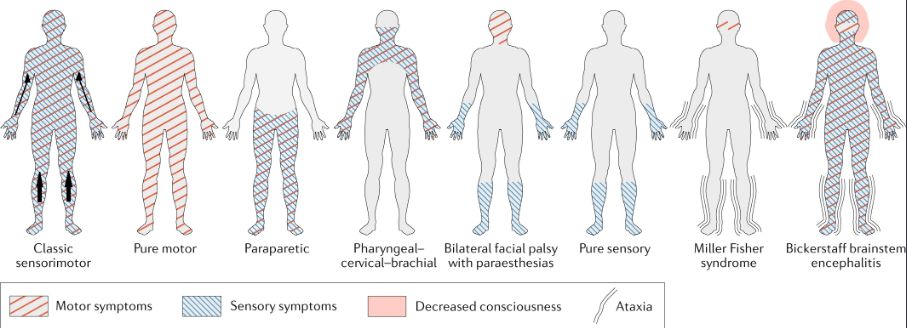 Classic
sensorimotor
Pure motor
Paraparetic
Pharyngeal–
cervical–brachial
Bilateral facial palsy
with paraesthesias
Pure sensory
Miller Fisher
syndrome
Bickerstaff brainstem
encephalitis
Motor symptoms
Sensory symptoms
Decreased consciousness
Ataxia